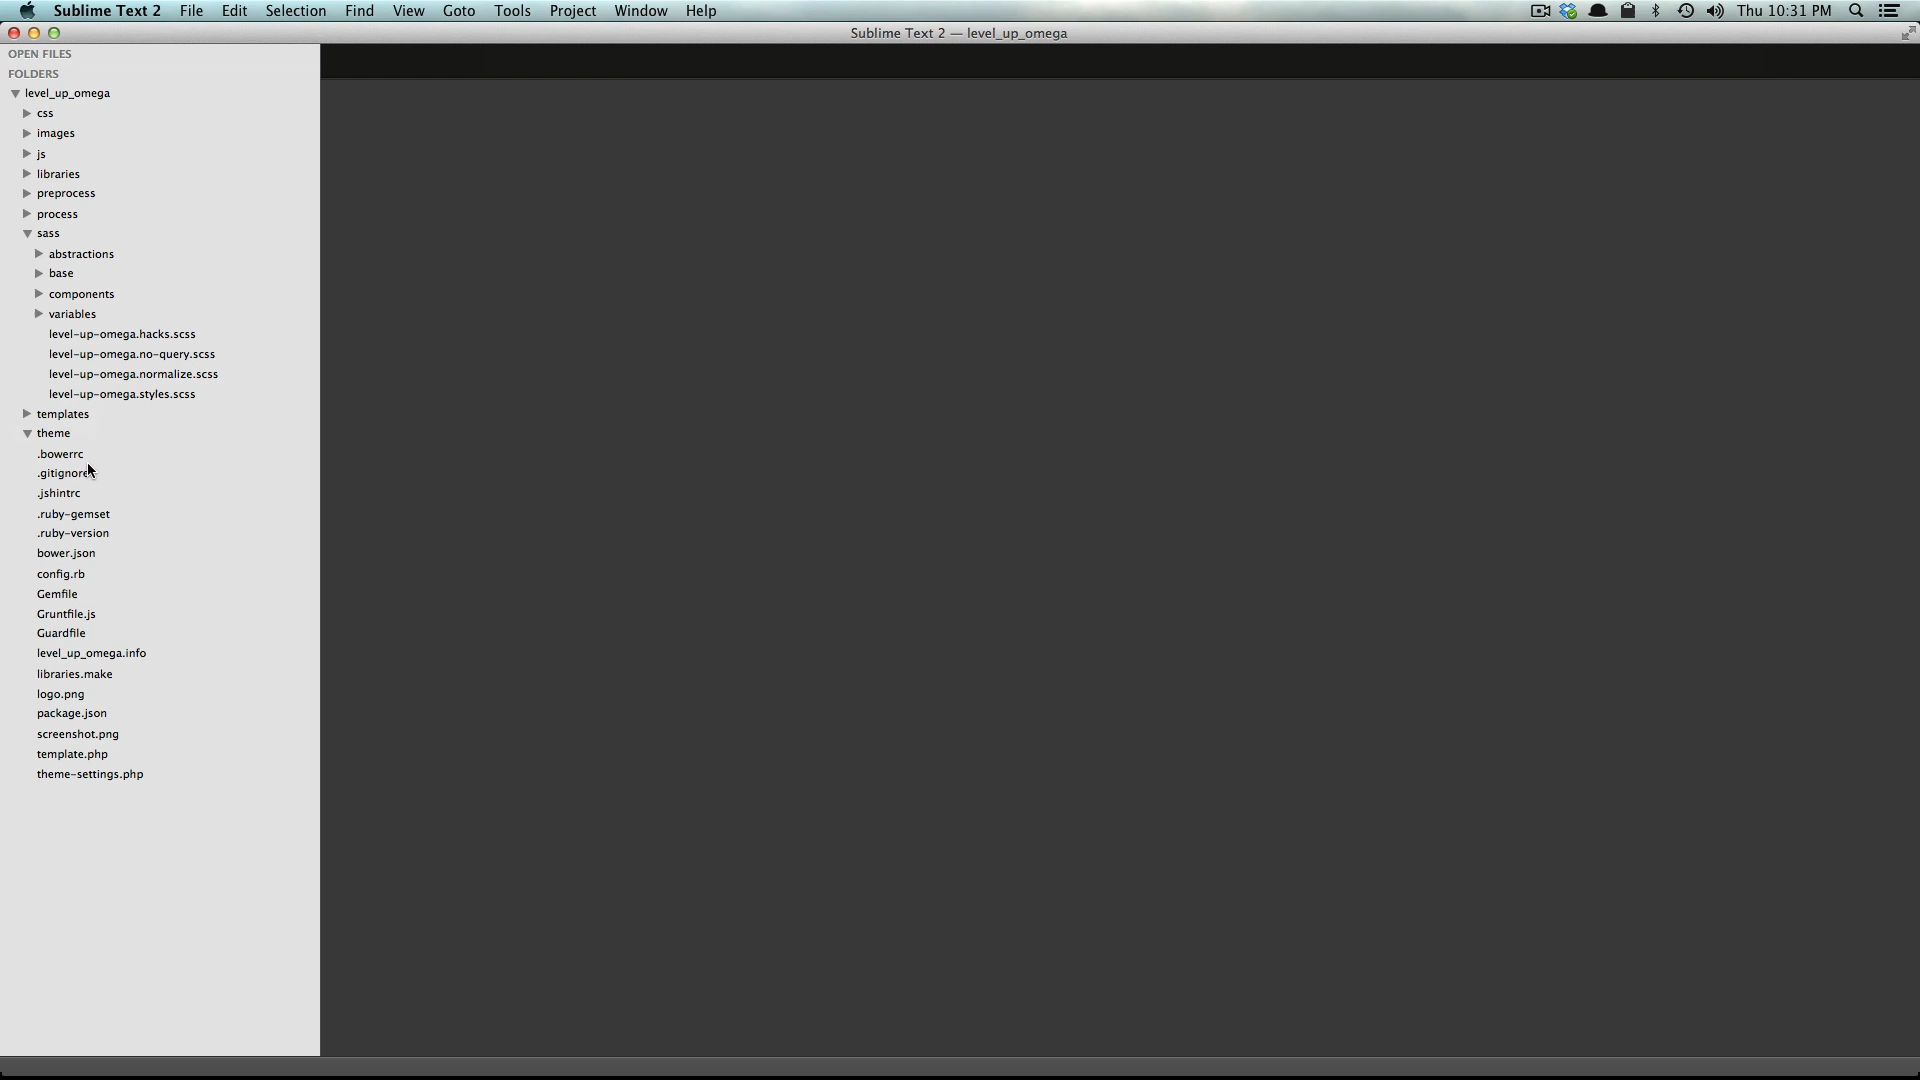 Sublime Text 2 File Edit Selection Find View Goto Tools Project Window Help Thu 10:31 PM
Sublime Text 2 — level_up_omega
OPEN FILES
FOLDERS
level_up_omega
css
images
js
libraries
preprocess
process
sass
abstractions
base
components
variables
level-up-omega.hacks.scss
level-up-omega.no-query.scss
level-up-omega.normalize.scss
level-up-omega.styles.scss
templates
theme
.bowerrc
.gitignore
.jshintrc
.ruby-gemset
.ruby-version
bower.json
config.rb
Gemfile
Gruntfile.js
Guardfile
level_up_omega.info
libraries.make
logo.png
package.json
screenshot.png
template.php
theme-settings.php